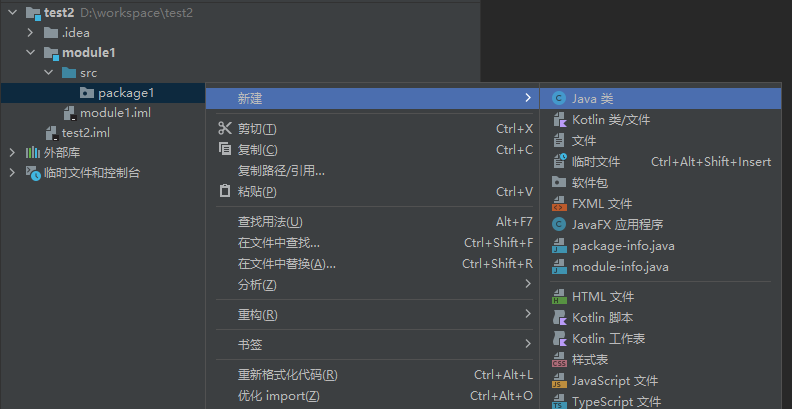 test2 D:\workspace\test2
.idea
module1
src
package1
module1.iml
test2.iml
外部库
临时文件和控制台
新建
剪切(T) Ctrl+X
复制(C) Ctrl+C
复制路径/引用...
粘贴(P) Ctrl+V
查找用法(U) Alt+F7
在文件中查找... Ctrl+Shift+F
在文件中替换(A)... Ctrl+Shift+R
分析(Z)
重构(R)
书签
重新格式化代码(R) Ctrl+Alt+L
优化 import(Z) Ctrl+Alt+O
Java 类
Kotlin 类/文件
文件
临时文件 Ctrl+Alt+Shift+Insert
软件包
FXML 文件
JavaFX 应用程序
package-info.java
module-info.java
HTML 文件
Kotlin 脚本
Kotlin 工作表
样式表
JavaScript 文件
TypeScript 文件